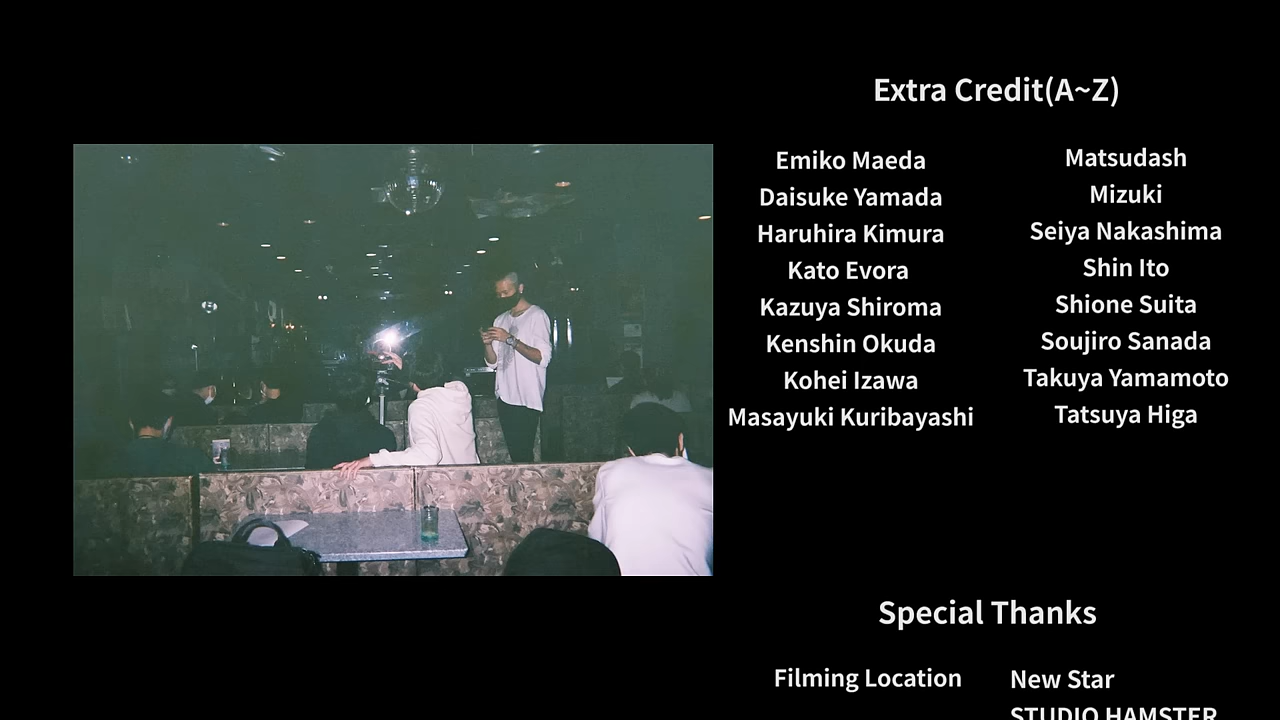 Extra Credit(A~Z)
Emiko Maeda
Daisuke Yamada
Haruhira Kimura
Kato Evora
Kazuya Shiroma
Kenshin Okuda
Kohei Izawa
Masayuki Kuribayashi
Matsudash
Mizuki
Seiya Nakashima
Shin Ito
Shione Suita
Soujiro Sanada
Takuya Yamamoto
Tatsuya Higa
Special Thanks
Filming Location
New Star
STUDIO HAMSTER